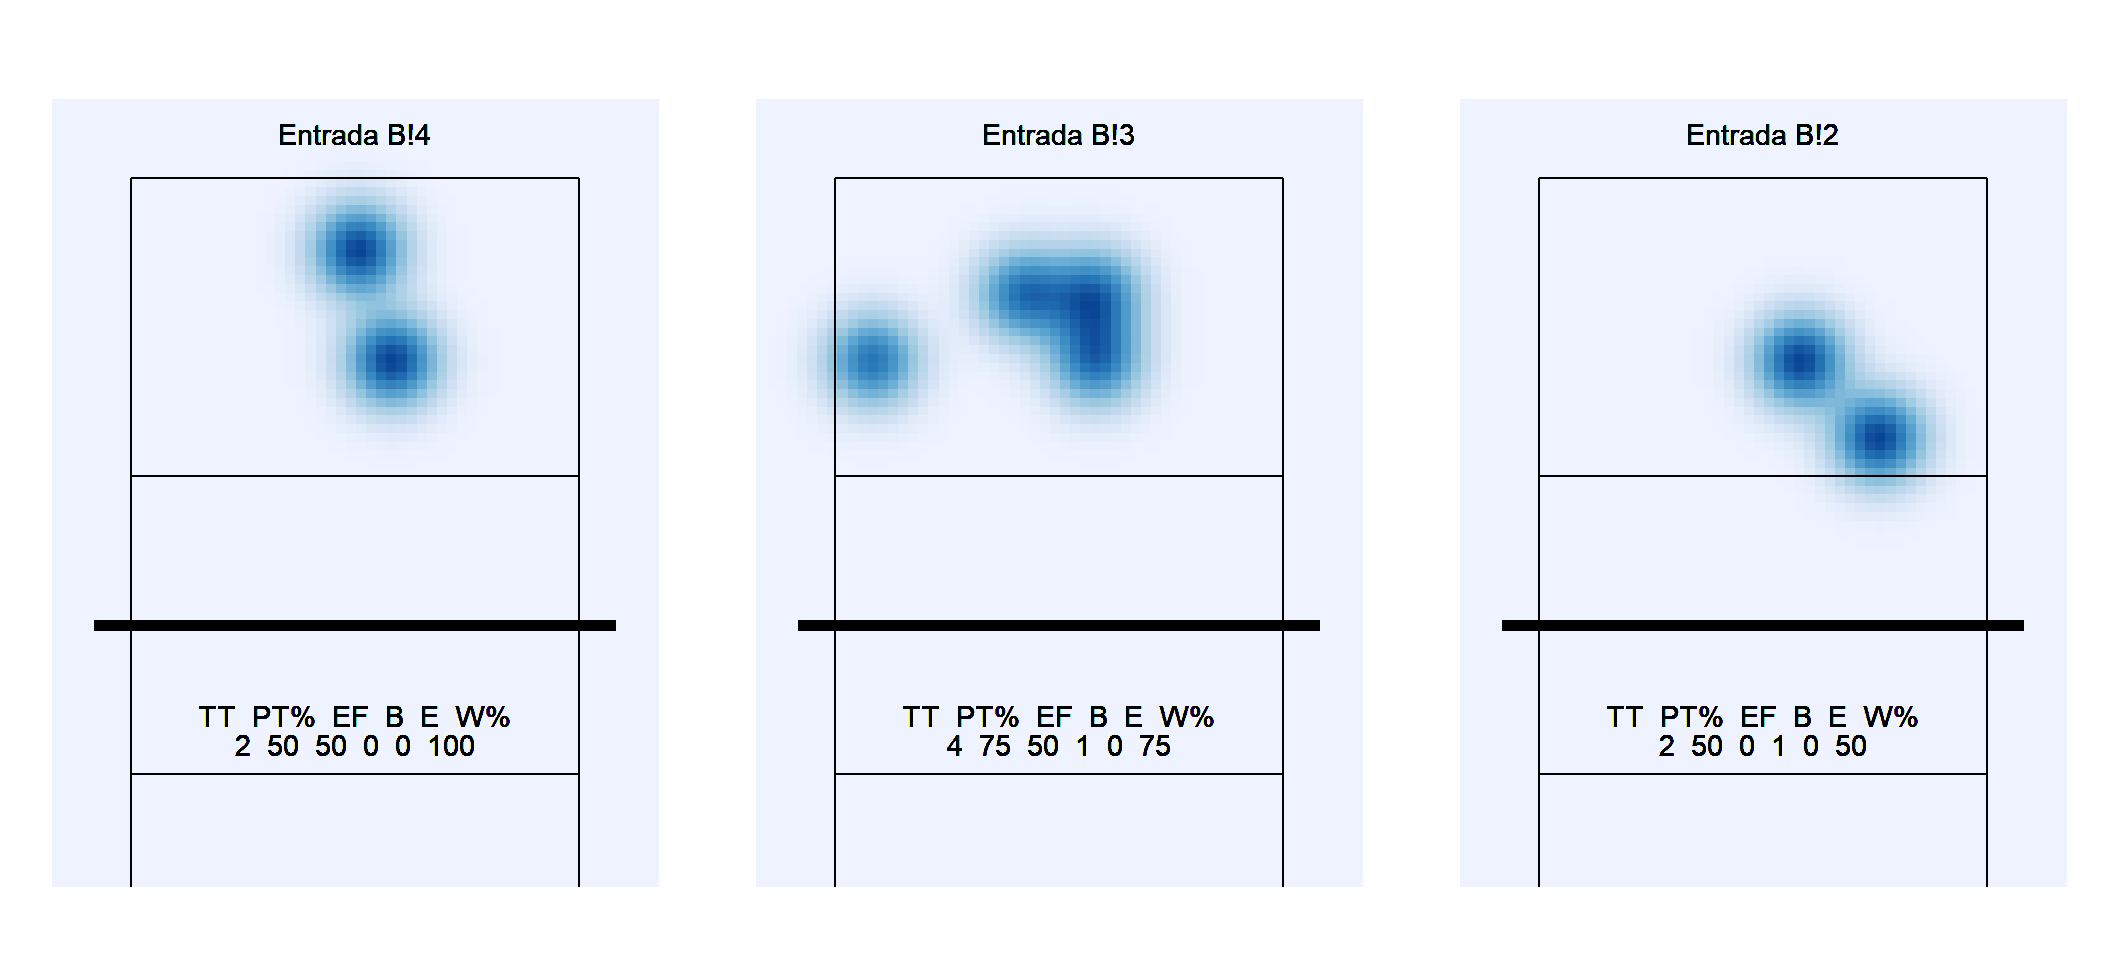 Entrada B!4
TT PT% EF B E W%
2 50 50 0 0 100
Entrada B!3
TT PT% EF B E W%
4 75 50 1 0 75
Entrada B!2
TT PT% EF B E W%
2 50 0 1 0 50